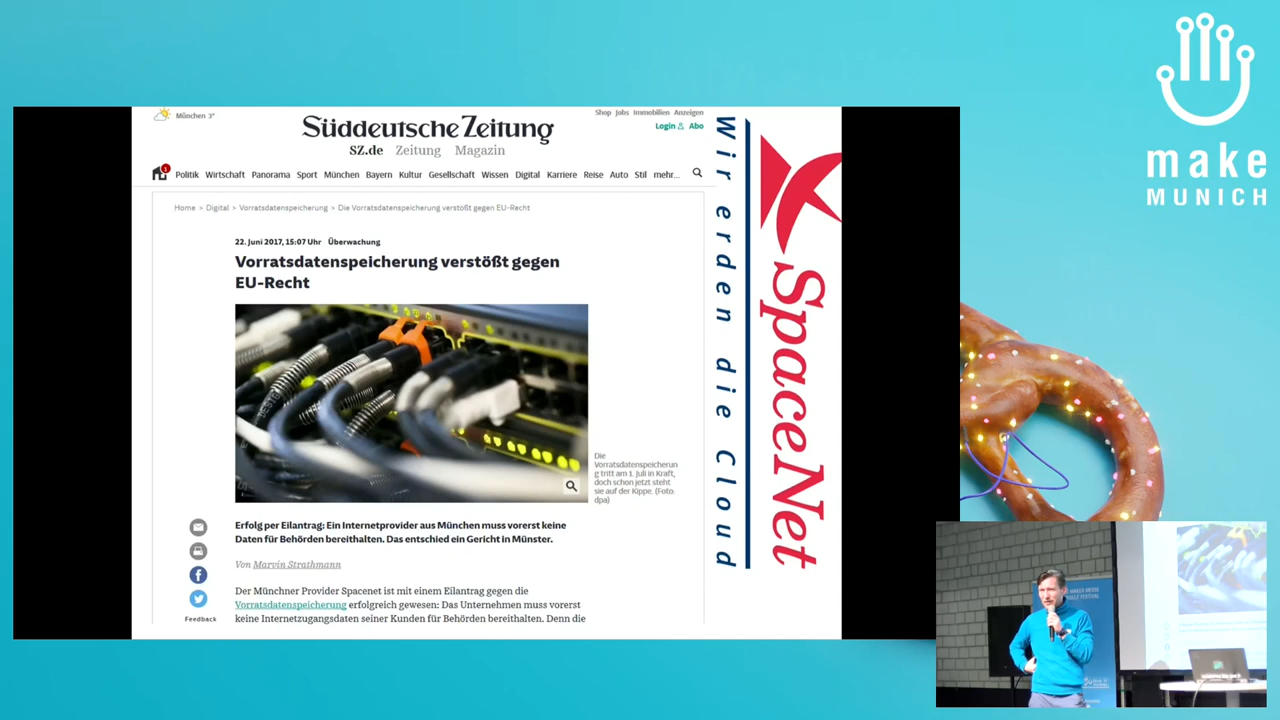 make
MUNICH
München 3°
Süddeutsche Zeitung
SZ.de Zeitung Magazin
Shop Jobs Immobilien Anzeigen
Login Abo
1
Politik Wirtschaft Panorama Sport München Bayern Kultur Gesellschaft Wissen Digital Karriere Reise Auto Stil mehr...
Home > Digital > Vorratsdatenspeicherung > Die Vorratsdatenspeicherung verstößt gegen EU-Recht
22. Juni 2017, 15:07 Uhr Überwachung
Vorratsdatenspeicherung verstößt gegen
EU-Recht
Die
Vorratsdatenspeicherun
g tritt am 1. Juli in Kraft,
doch schon jetzt steht
sie auf der Kippe. (Foto:
dpa)
Erfolg per Eilantrag: Ein Internetprovider aus München muss vorerst keine
Daten für Behörden bereithalten. Das entschied ein Gericht in Münster.
Von Marvin Strathmann
Der Münchner Provider Spacenet ist mit einem Eilantrag gegen die
Vorratsdatenspeicherung erfolgreich gewesen: Das Unternehmen muss vorerst
keine Internetzugangsdaten seiner Kunden für Behörden bereithalten. Denn die
Feedback
Wir erden die Cloud
SpaceNet